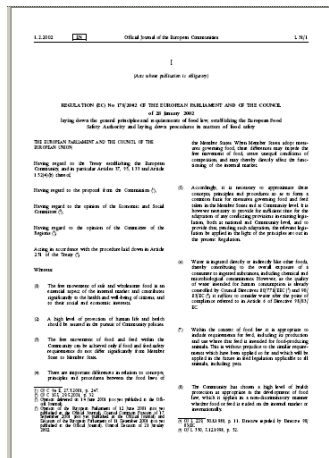 1.2.2002
EN
Official Journal of the European Communities
L 31/1
I
(Acts whose publication is obligatory)
REGULATION (EC) No 178/2002 OF THE EUROPEAN PARLIAMENT AND OF THE COUNCIL
of 28 January 2002
laying down the general principles and requirements of food law, establishing the European Food
Safety Authority and laying down procedures in matters of food safety
THE EUROPEAN PARLIAMENT AND THE COUNCIL OF THE
EUROPEAN UNION,
Having regard to the Treaty establishing the European
Community, and in particular Articles 37, 95, 133 and Article
152(4)(b) thereof,
Having regard to the proposal from the Commission (1),
Having regard to the opinion of the Economic and Social
Committee (2),
Having regard to the opinion of the Committee of the
Regions (3),
Acting in accordance with the procedure laid down in Article
251 of the Treaty (4),
Whereas:
(1) The free movement of safe and wholesome food is an
essential aspect of the internal market and contributes
significantly to the health and well-being of citizens, and
to their social and economic interests.
(2) A high level of protection of human life and health
should be assured in the pursuit of Community policies.
(3) The free movement of food and feed within the
Community can be achieved only if food and feed safety
requirements do not differ significantly from Member
State to Member State.
(4) There are important differences in relation to concepts,
principles and procedures between the food laws of
the Member States. When Member States adopt meas-
ures governing food, these differences may impede the
free movement of food, create unequal conditions of
competition, and may thereby directly affect the func-
tioning of the internal market.
(5) Accordingly, it is necessary to approximate these
concepts, principles and procedures so as to form a
common basis for measures governing food and feed
taken in the Member States and at Community level. It is
however necessary to provide for sufficient time for the
adaptation of any conflicting provisions in existing legis-
lation, both at national and Community level, and to
provide that, pending such adaptation, the relevant legis-
lation be applied in the light of the principles set out in
the present Regulation.
(6) Water is ingested directly or indirectly like other foods,
thereby contributing to the overall exposure of a
consumer to ingested substances, including chemical and
microbiological contaminants. However, as the quality
of water intended for human consumption is already
controlled by Council Directives 80/778/EEC (5) and 98/
83/EC (6), it suffices to consider water after the point of
compliance referred to in Article 6 of Directive 98/83/
EC.
(7) Within the context of food law it is appropriate to
include requirements for feed, including its production
and use where that feed is intended for food-producing
animals. This is without prejudice to the similar require-
ments which have been applied so far and which will be
applied in the future in feed legislation applicable to all
animals, including pets.
(8) The Community has chosen a high level of health
protection as appropriate in the development of food
law, which it applies in a non-discriminatory manner
whether food or feed is traded on the internal market or
internationally.